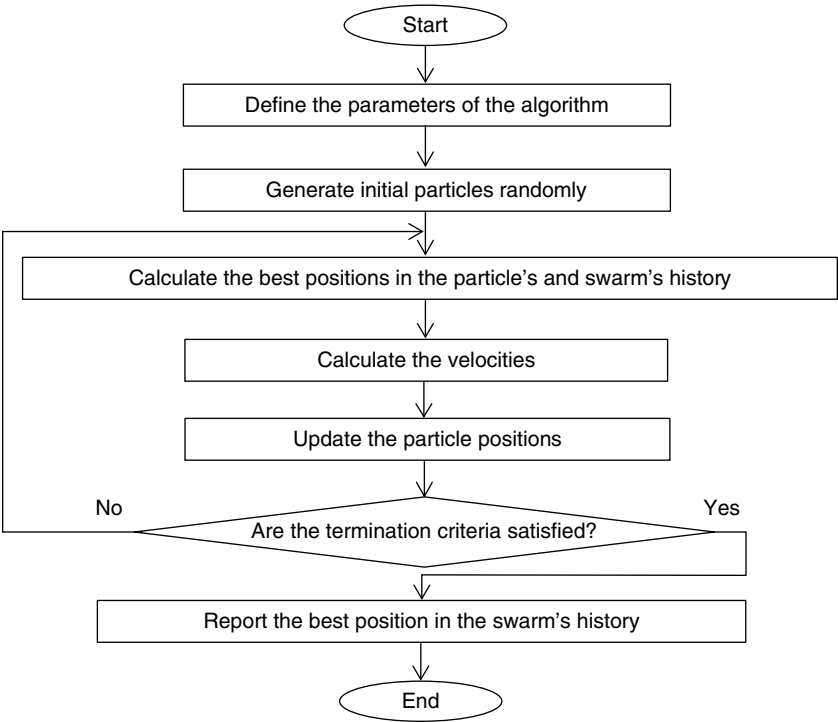 Start
Define the parameters of the algorithm
Generate initial particles randomly
Calculate the best positions in the particle's and swarm's history
Calculate the velocities
Update the particle positions
No
Yes
Are the termination criteria satisfied?
Report the best position in the swarm's history
End